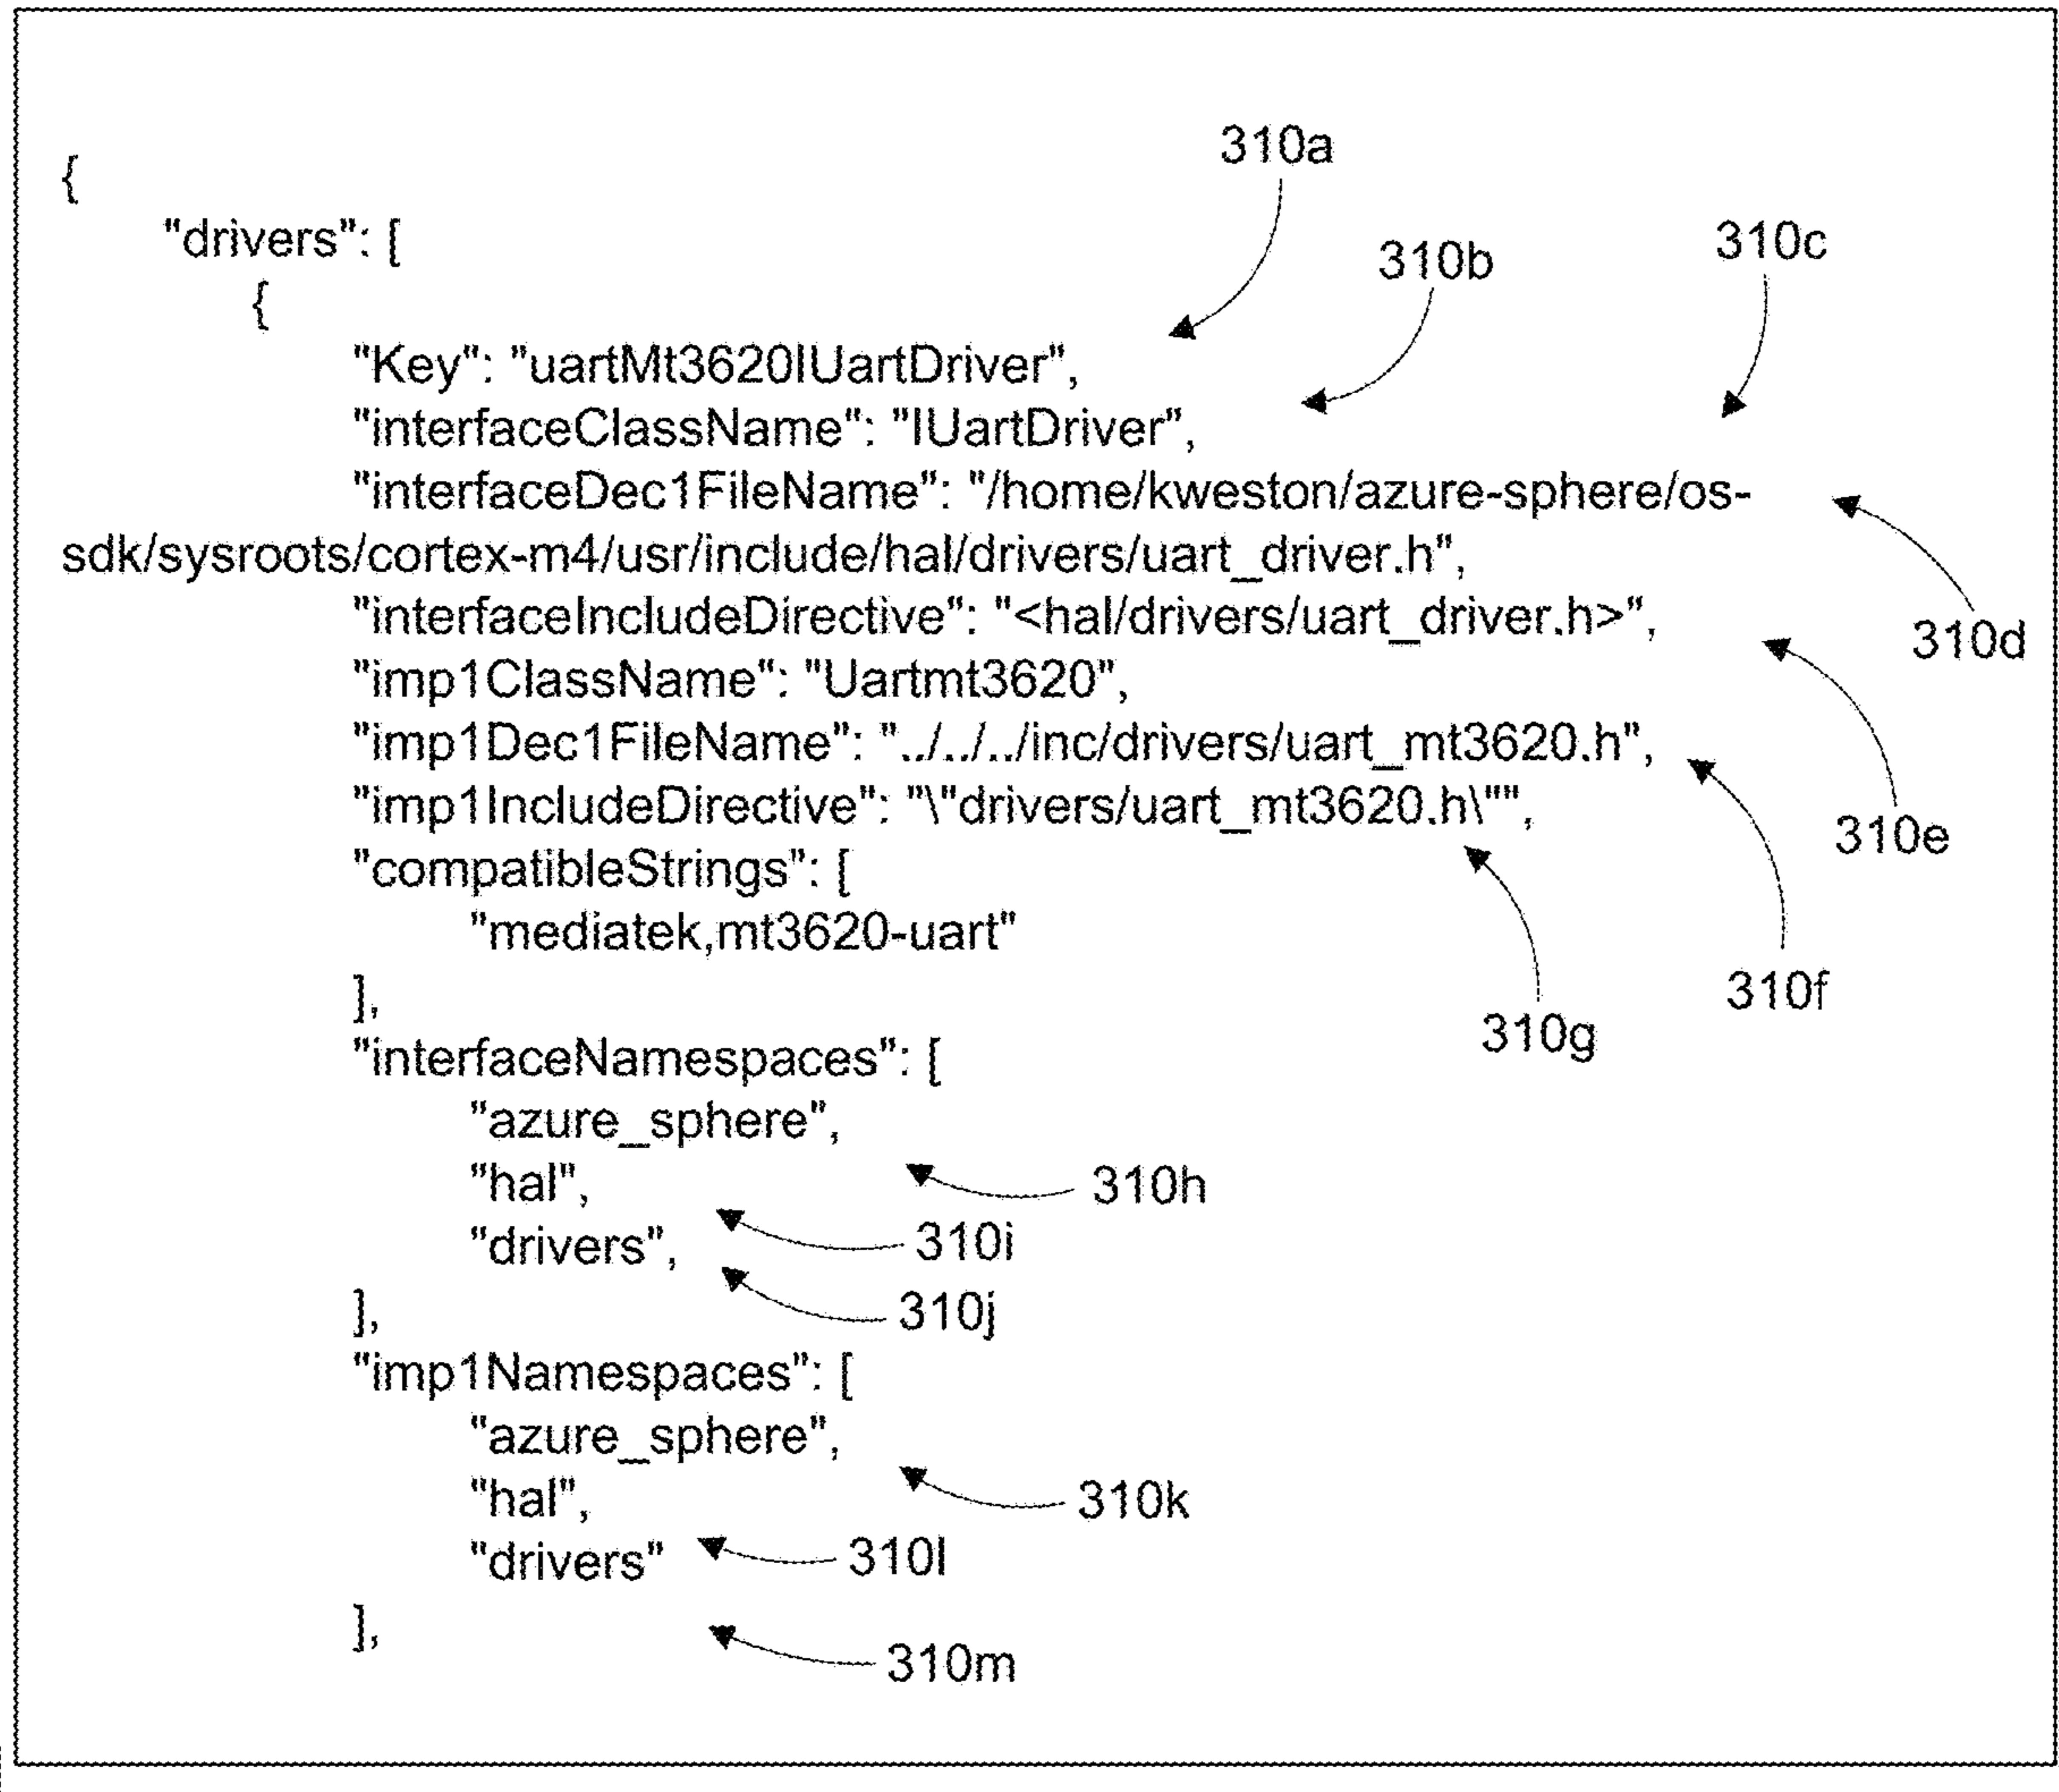 310a
{
"drivers": [
310b
310c
{
"Key": "uartMt3620IUartDriver",
"interfaceClassName": "IUartDriver",
"interfaceDec1FileName": "/home/kweston/azure-sphere/os-
sdk/sysroots/cortex-m4/usr/include/hal/drivers/uart_driver.h",
"interfaceIncludeDirective": "<hal/drivers/uart_driver.h>",
310d
"imp1ClassName": "Uartmt3620",
"imp1Dec1FileName": "../../../inc/drivers/uart_mt3620.h",
"imp1IncludeDirective": "\"drivers/uart_mt3620.h\"",
310e
"compatibleStrings": [
"mediatek,mt3620-uart"
],
310f
310g
"interfaceNamespaces": [
"azure_sphere",
"hal",
310h
"drivers",
310i
],
310j
"imp1Namespaces": [
"azure_sphere",
"hal",
310k
"drivers"
310l
],
310m